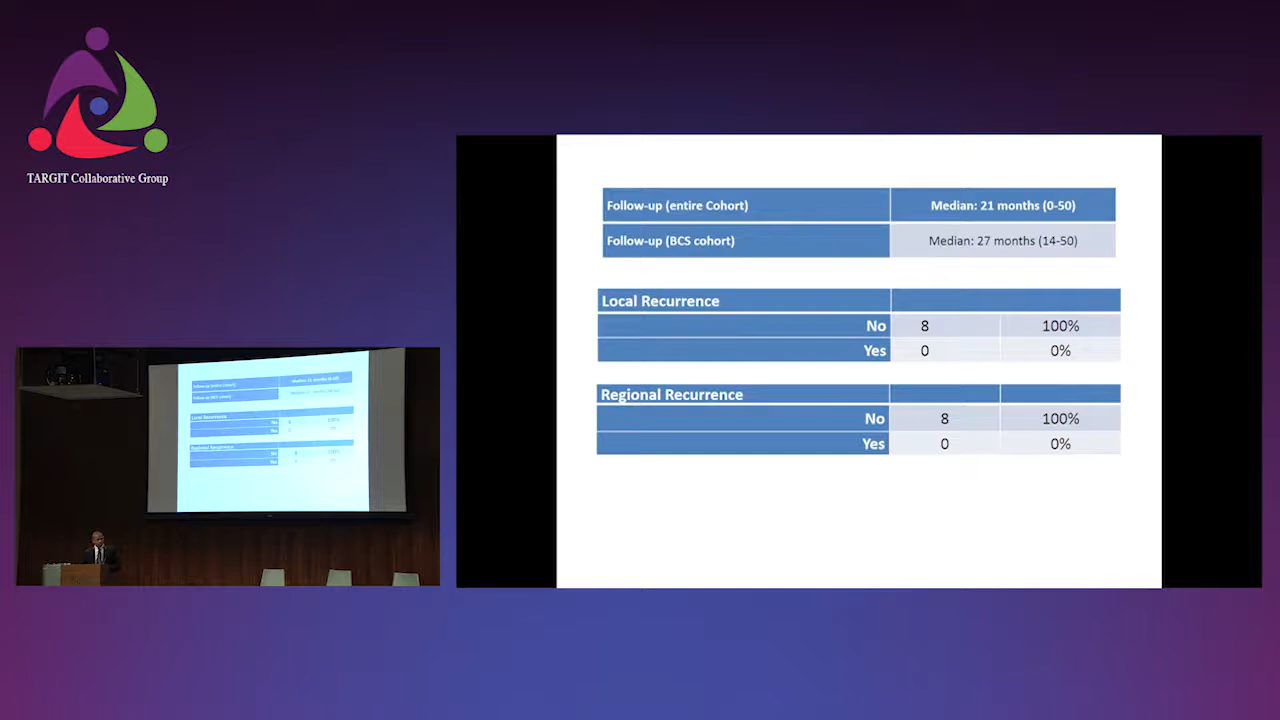 TARGIT Collaborative Group
Follow-up (entire Cohort) Median: 21 months (0-50)
Follow-up (BCS cohort) Median: 27 months (14-50)
Local Recurrence
No 8 100%
Yes 0 0%
Regional Recurrence
No 8 100%
Yes 0 0%